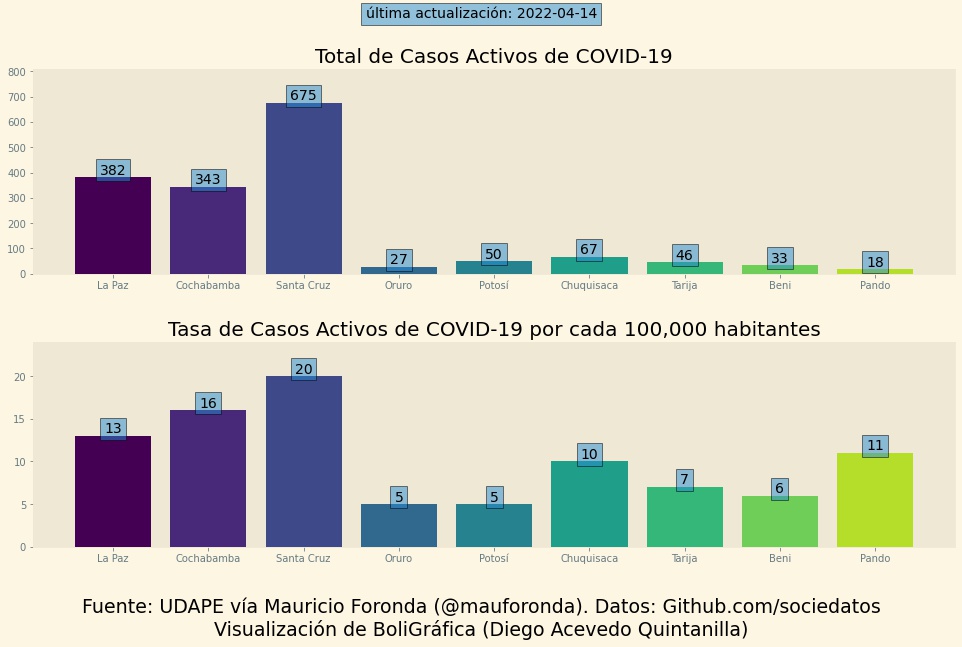 última actualización: 2022-04-14
Total de Casos Activos de COVID-19
800
700
600
500
400
300
200
100
0
382
343
675
27
50
67
46
33
18
La Paz
Cochabamba
Santa Cruz
Oruro
Potosí
Chuquisaca
Tarija
Beni
Pando
Tasa de Casos Activos de COVID-19 por cada 100,000 habitantes
20
15
10
5
0
13
16
20
5
5
10
7
6
11
La Paz
Cochabamba
Santa Cruz
Oruro
Potosí
Chuquisaca
Tarija
Beni
Pando
Fuente: UDAPE vía Mauricio Foronda (@mauforonda). Datos: Github.com/sociedatos
Visualización de BoliGráfica (Diego Acevedo Quintanilla)